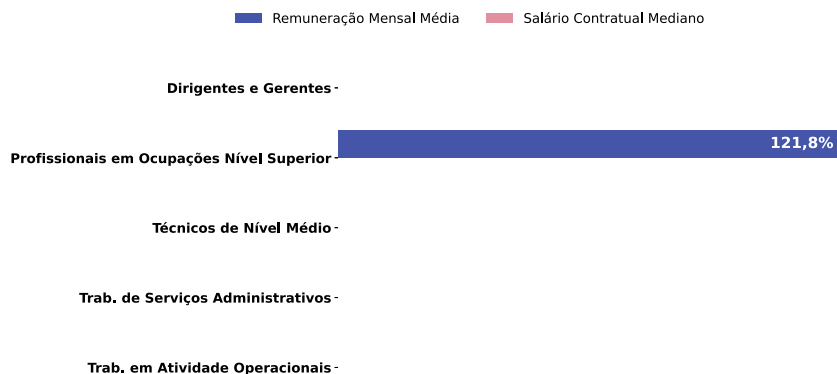 Remuneração Mensal Média Salário Contratual Mediano
Dirigentes e Gerentes
121,8%
Profissionais em Ocupações Nível Superior
Técnicos de Nível Médio
Trab. de Serviços Administrativos
Trab. em Atividade Operacionais